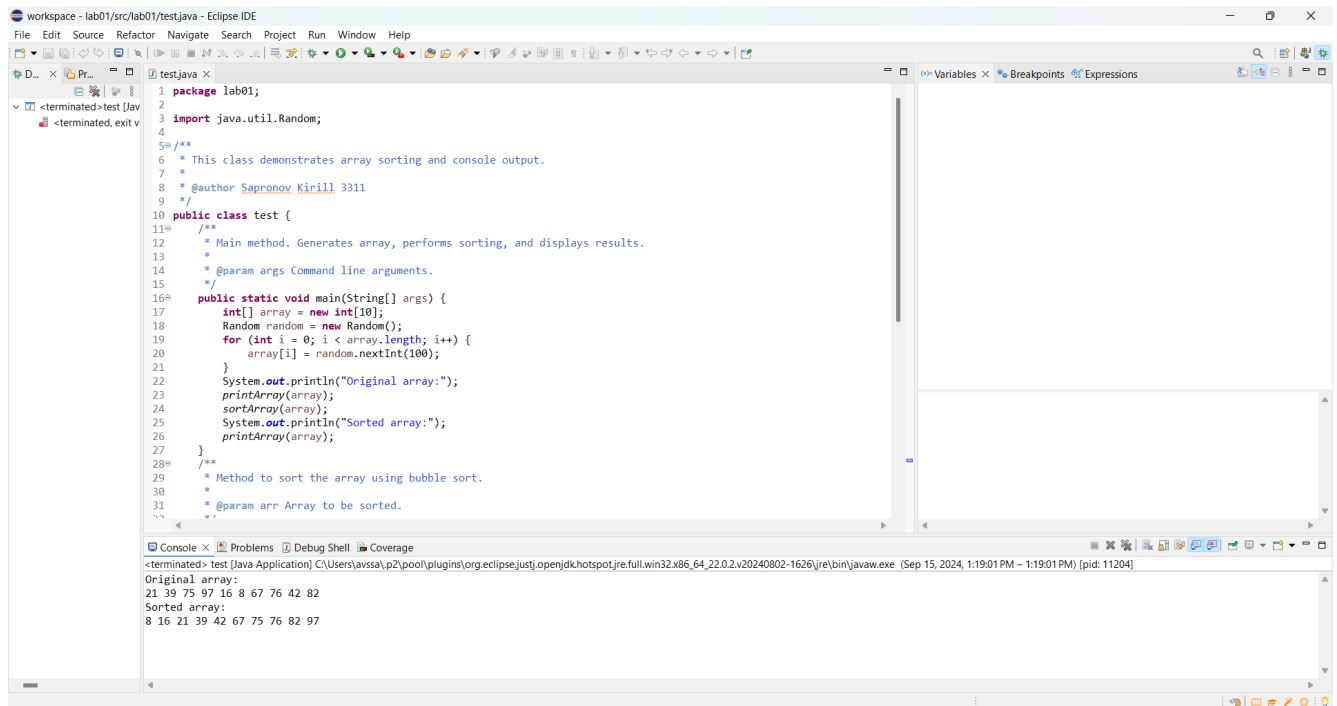 workspace - lab01/src/lab01/test.java - Eclipse IDE
File Edit Source Refactor Navigate Search Project Run Window Help
D... Pr...
<terminated>test [Jav
<terminated, exit v
test.java
1 package lab01;
2
3 import java.util.Random;
4
5 /**
6  * This class demonstrates array sorting and console output.
7  *
8  * @author Sapronov Kirill 3311
9  */
10 public class test {
11     /**
12      * Main method. Generates array, performs sorting, and displays results.
13      *
14      * @param args Command line arguments.
15      */
16     public static void main(String[] args) {
17         int[] array = new int[10];
18         Random random = new Random();
19         for (int i = 0; i < array.length; i++) {
20             array[i] = random.nextInt(100);
21         }
22         System.out.println("Original array:");
23         printArray(array);
24         sortArray(array);
25         System.out.println("Sorted array:");
26         printArray(array);
27     }
28     /**
29      * Method to sort the array using bubble sort.
30      *
31      * @param arr Array to be sorted.
Variables Breakpoints Expressions
Console Problems Debug Shell Coverage
<terminated> test [Java Application] C:\Users\avssa\.p2\pool\plugins\org.eclipse.justj.openjdk.hotspot.jre.full.win32.x86_64_22.0.2.v20240802-1626\jre\bin\javaw.exe (Sep 15, 2024, 1:19:01 PM – 1:19:01 PM) [pid: 11204]
Original array:
21 39 75 97 16 8 67 76 42 82
Sorted array:
8 16 21 39 42 67 75 76 82 97